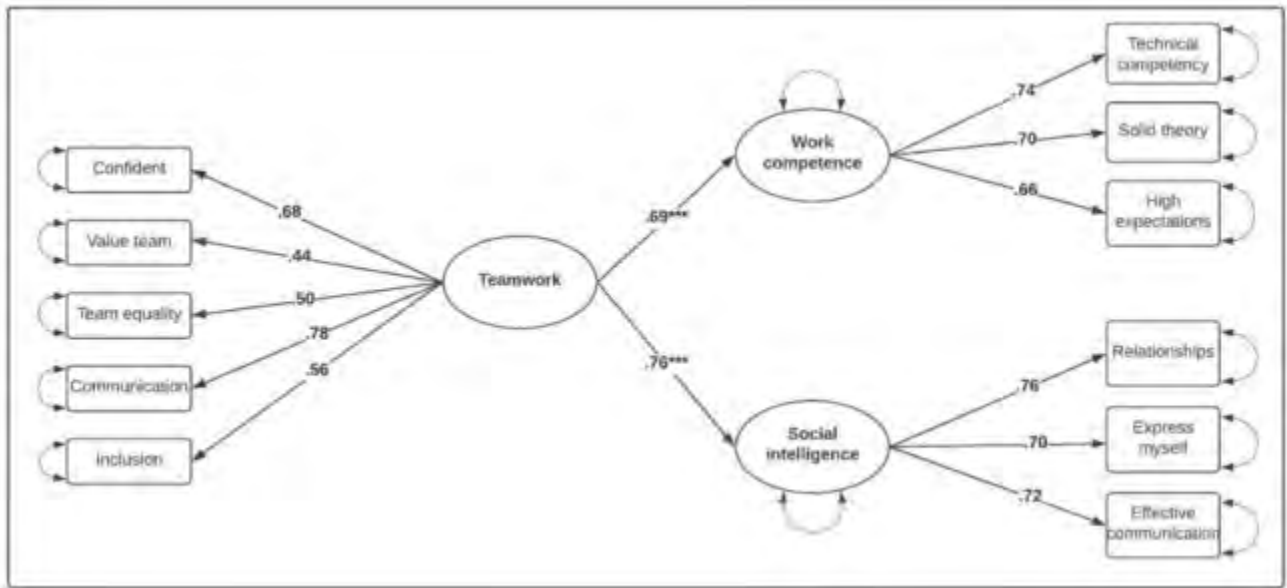 Confident
Value team
Team equality
Communication
Inclusion
.68
.44
.50
.78
.56
Teamwork
.69***
.76***
Work
competence
Social
intelligence
.74
.70
.66
.76
.70
.72
Technical
competency
Solid theory
High
expectations
Relationships
Express
myself
Effective
communication